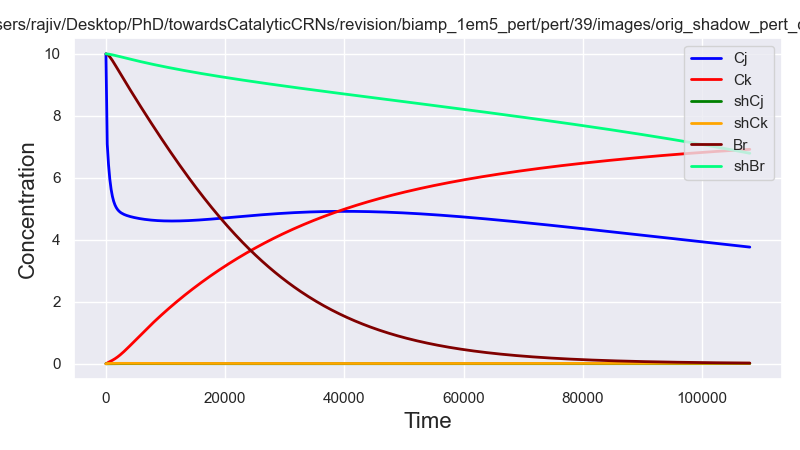 sers/rajiv/Desktop/PhD/towardsCatalyticCRNs/revision/biamp_1em5_pert/pert/39/images/orig_shadow_pert_
Concentration
10
8
6
4
2
0
0
20000
40000
60000
80000
100000
Time
Cj
Ck
shCj
shCk
Br
shBr